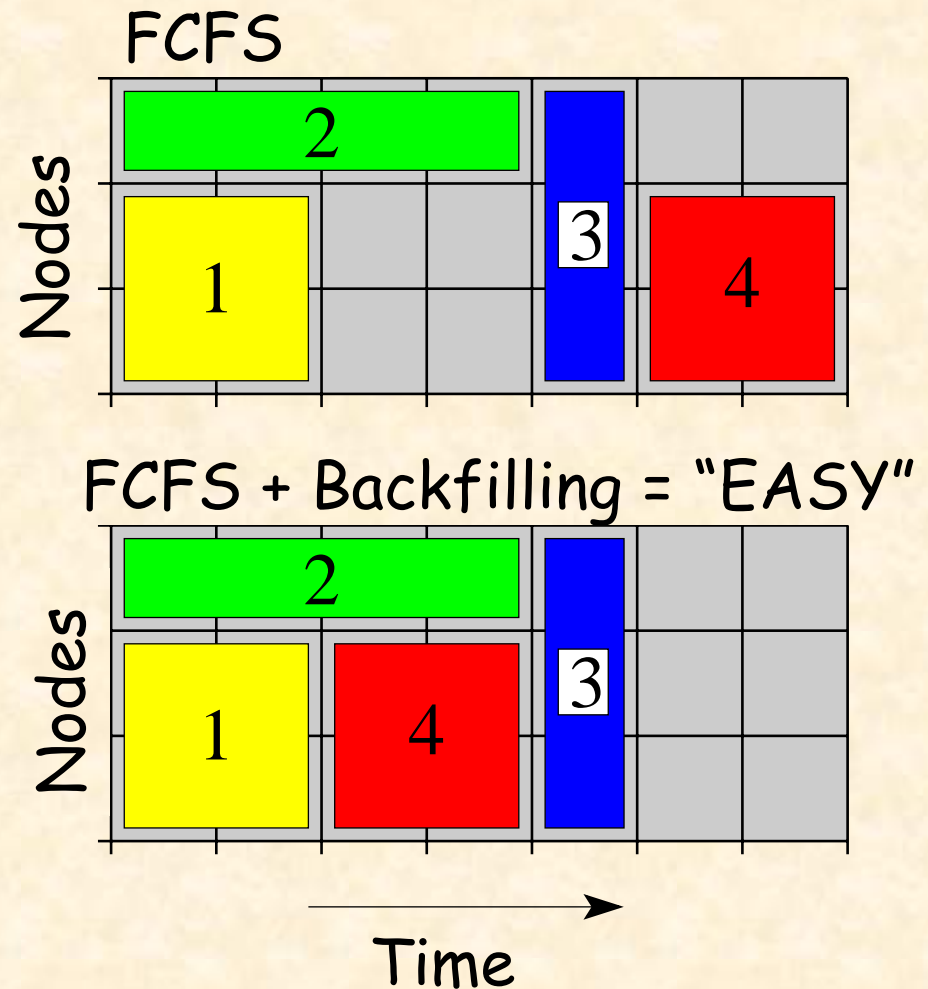 FCFS
2
3
1
4
Nodes
FCFS + Backfilling = “EASY”
2
3
1
4
Nodes
Time